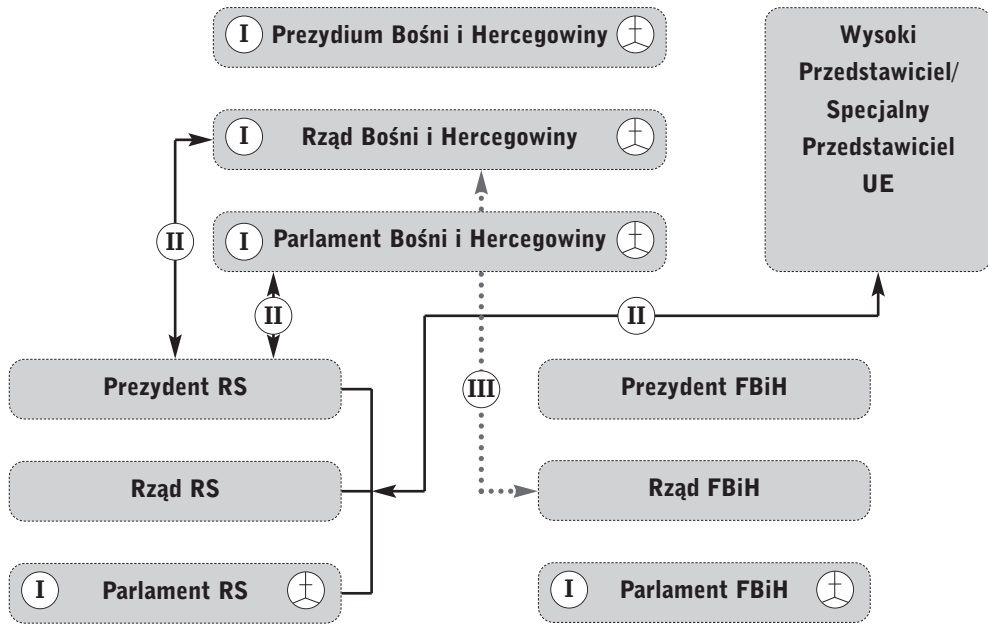 I Prezydium Bośni i Hercegowiny
Wysoki
Przedstawiciel/
Specjalny
Przedstawiciel
UE
I Rząd Bośni i Hercegowiny
I Parlament Bośni i Hercegowiny
II
II
II
Prezydent RS
III
Prezydent FBiH
Rząd RS
Rząd FBiH
I Parlament RS
I Parlament FBiH